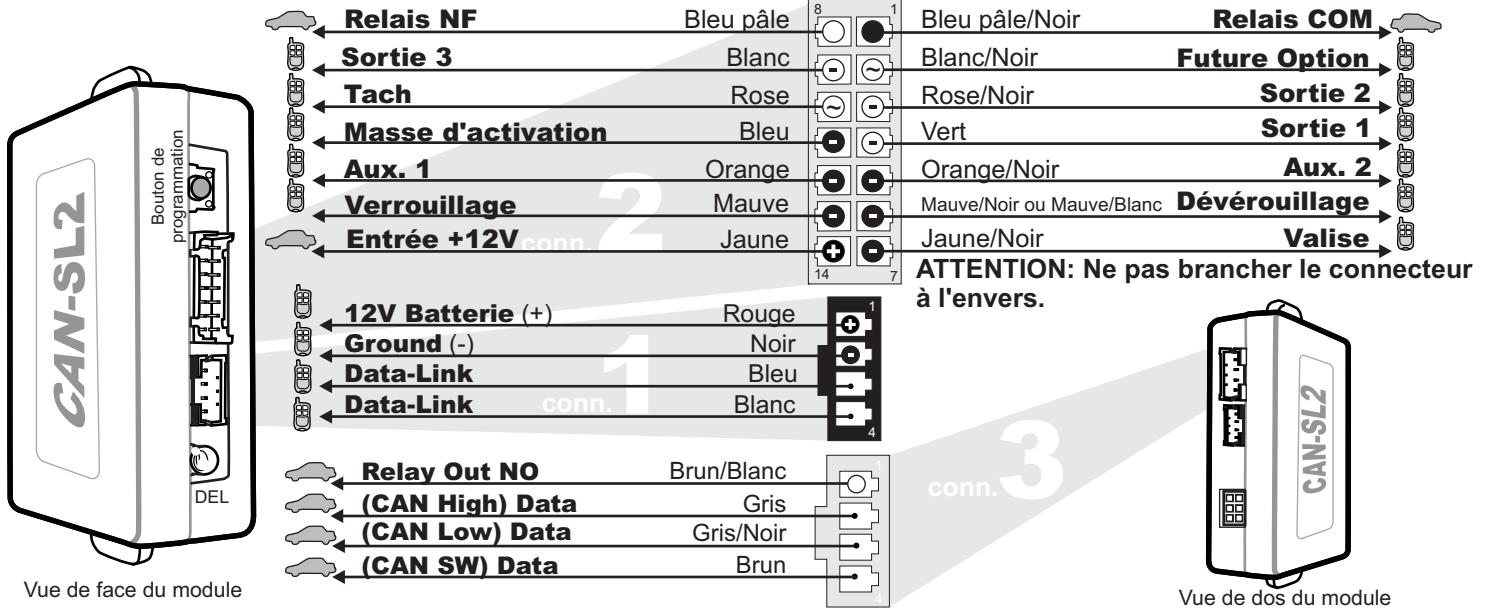 8 1
Relais NF Bleu pâle Bleu pâle/Noir Relais COM
Sortie 3 Blanc Blanc/Noir Future Option
Tach Rose Rose/Noir Sortie 2
Masse d'activation Bleu Vert Sortie 1
Aux. 1 Orange Orange/Noir Aux. 2
Verrouillage Mauve Mauve/Noir ou Mauve/Blanc Dévérouillage
Entrée +12V Jaune Jaune/Noir Valise
conn. 2
14 7
ATTENTION: Ne pas brancher le connecteur
à l'envers.
Bouton de
programmation
CAN-SL2
DEL
Vue de face du module
1
12V Batterie (+) Rouge
Ground (-) Noir
Data-Link Bleu
Data-Link Blanc
conn. 1
4
1
Relay Out NO Brun/Blanc
(CAN High) Data Gris
(CAN Low) Data Gris/Noir
(CAN SW) Data Brun
4
conn. 3
CAN-SL2
Vue de dos du module